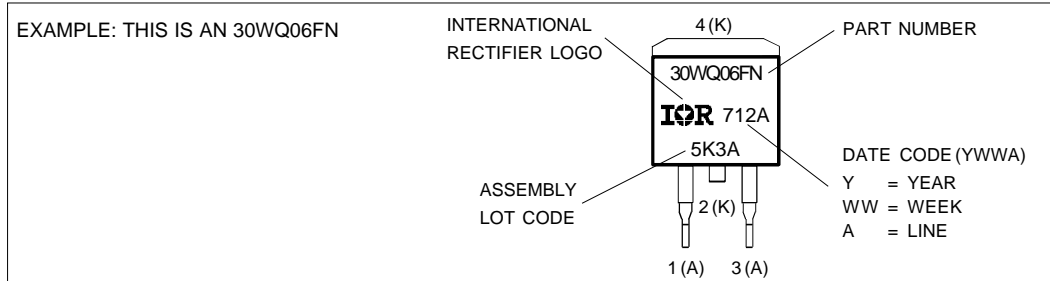 EXAMPLE: THIS IS AN 30WQ06FN
INTERNATIONAL
RECTIFIER LOGO
4 (K)
PART NUMBER
30WQ06FN
IOR 712A
5K3A
ASSEMBLY
LOT CODE
DATE CODE (YWWA)
Y = YEAR
WW = WEEK
A = LINE
2 (K)
1 (A) 3 (A)